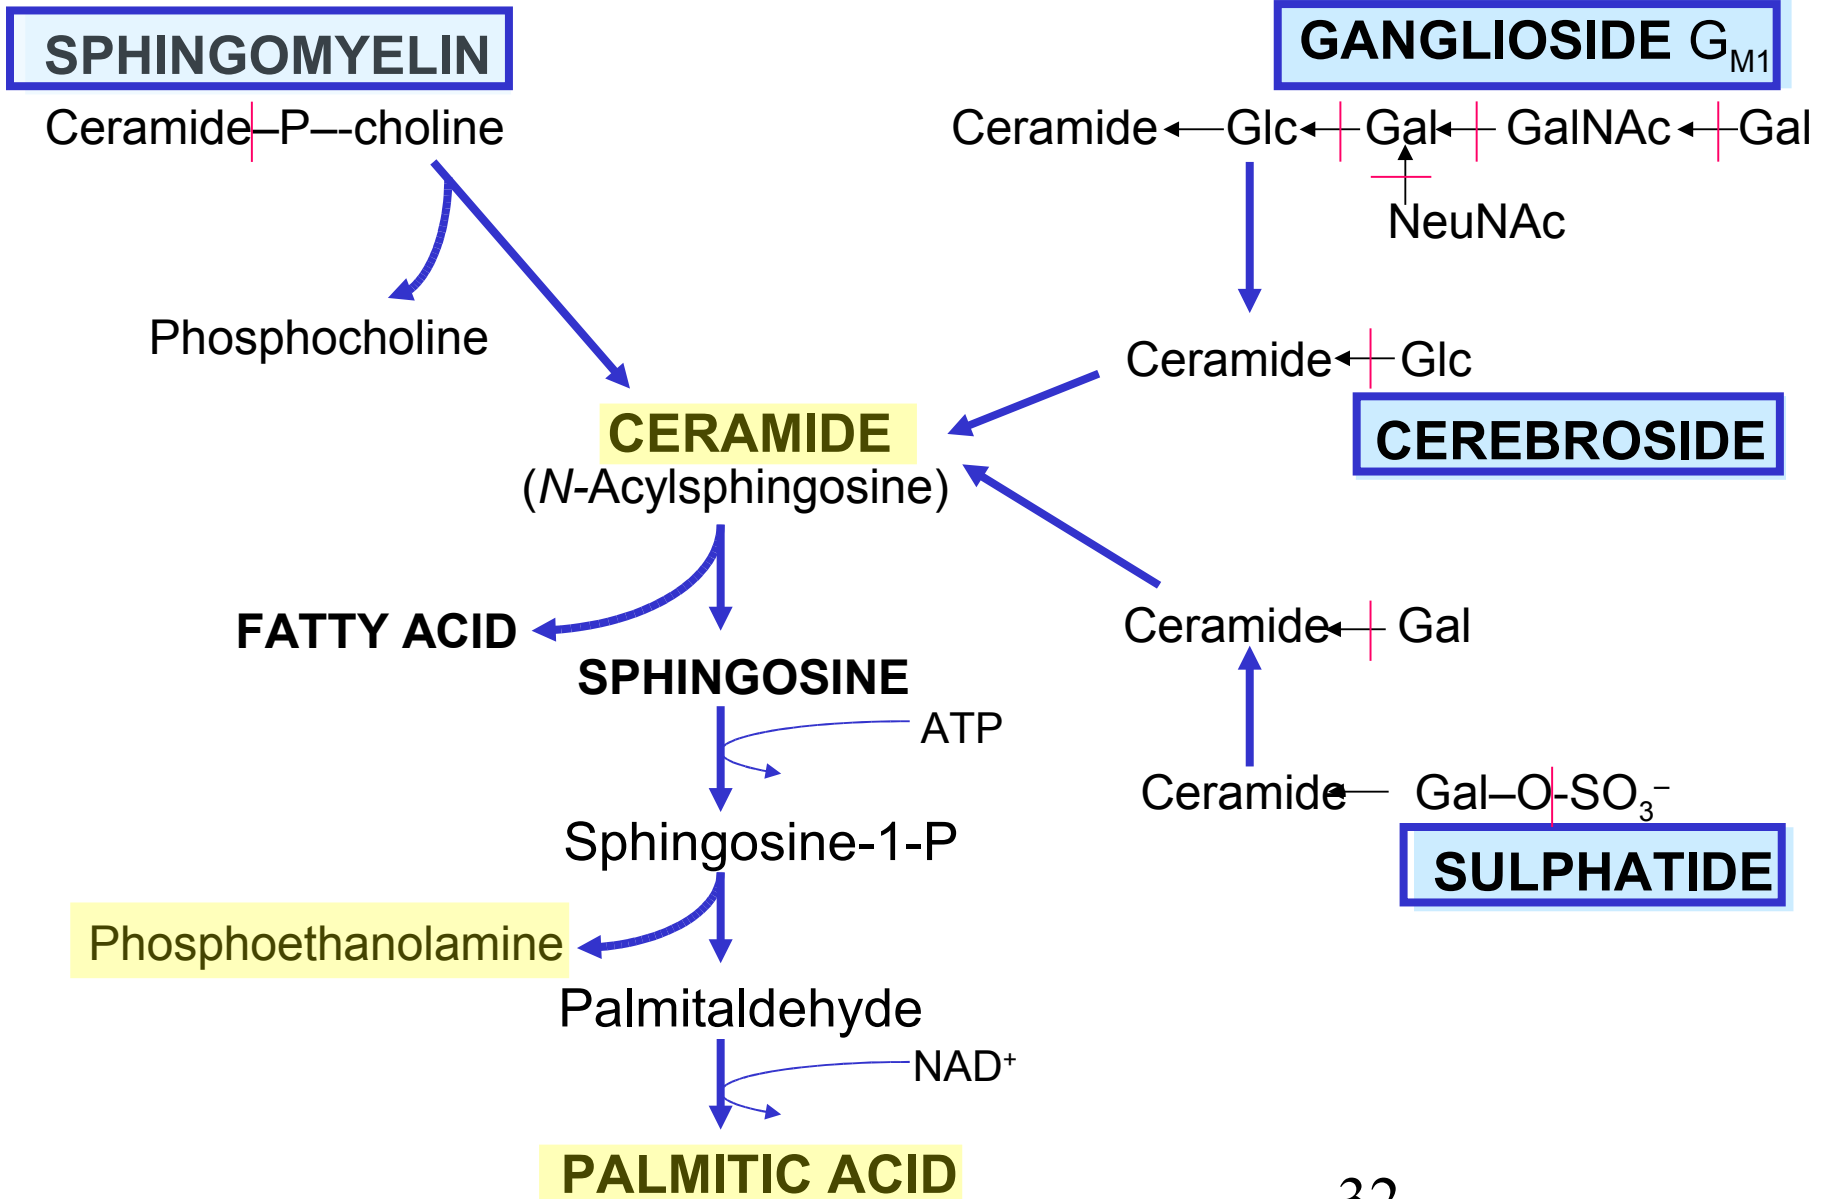 SPHINGOMYELIN
Ceramide–P–-choline
Phosphocholine
GANGLIOSIDE GM1
Ceramide Glc Gal GalNAc Gal
NeuNAc
Ceramide Glc
CEREBROSIDE
CERAMIDE
(N-Acylsphingosine)
FATTY ACID
SPHINGOSINE
ATP
Ceramide Gal
Ceramide Gal–O-SO3–
SULPHATIDE
Sphingosine-1-P
Phosphoethanolamine
Palmitaldehyde
NAD+
PALMITIC ACID
32